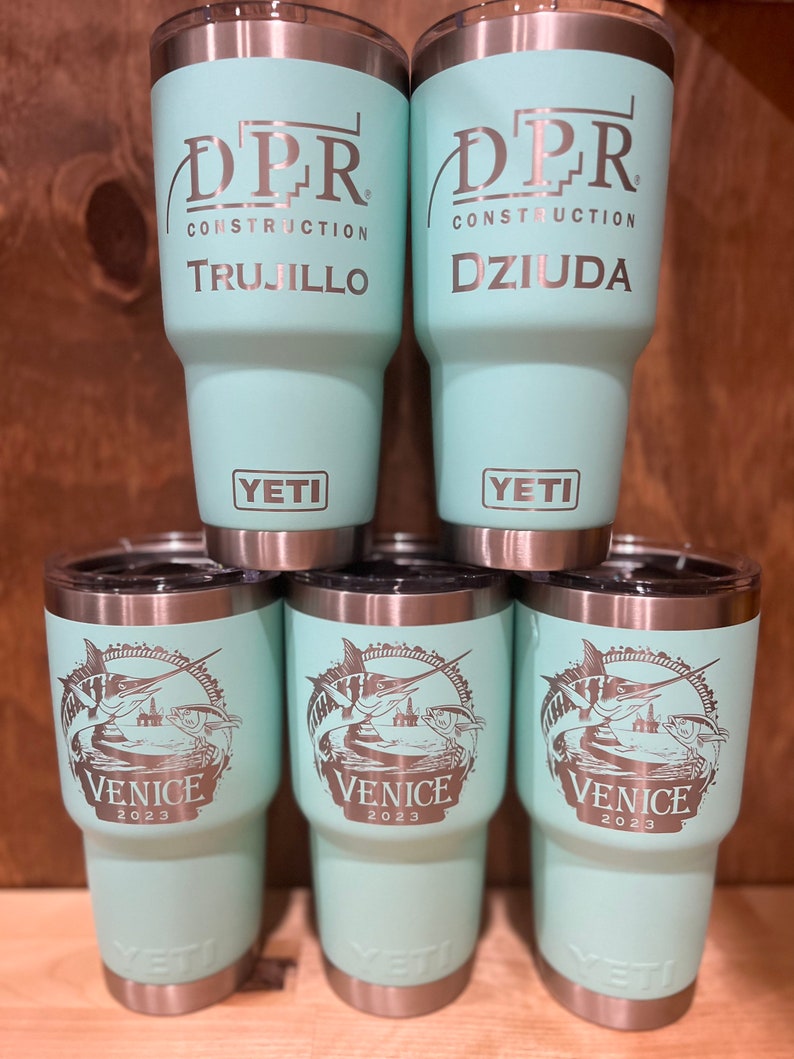 DPR®
CONSTRUCTION
TRUJILLO
YETI
DPR®
CONSTRUCTION
DZIUDA
YETI
VENICE
2023
YETI
VENICE
2023
YETI
VENICE
2023
YETI